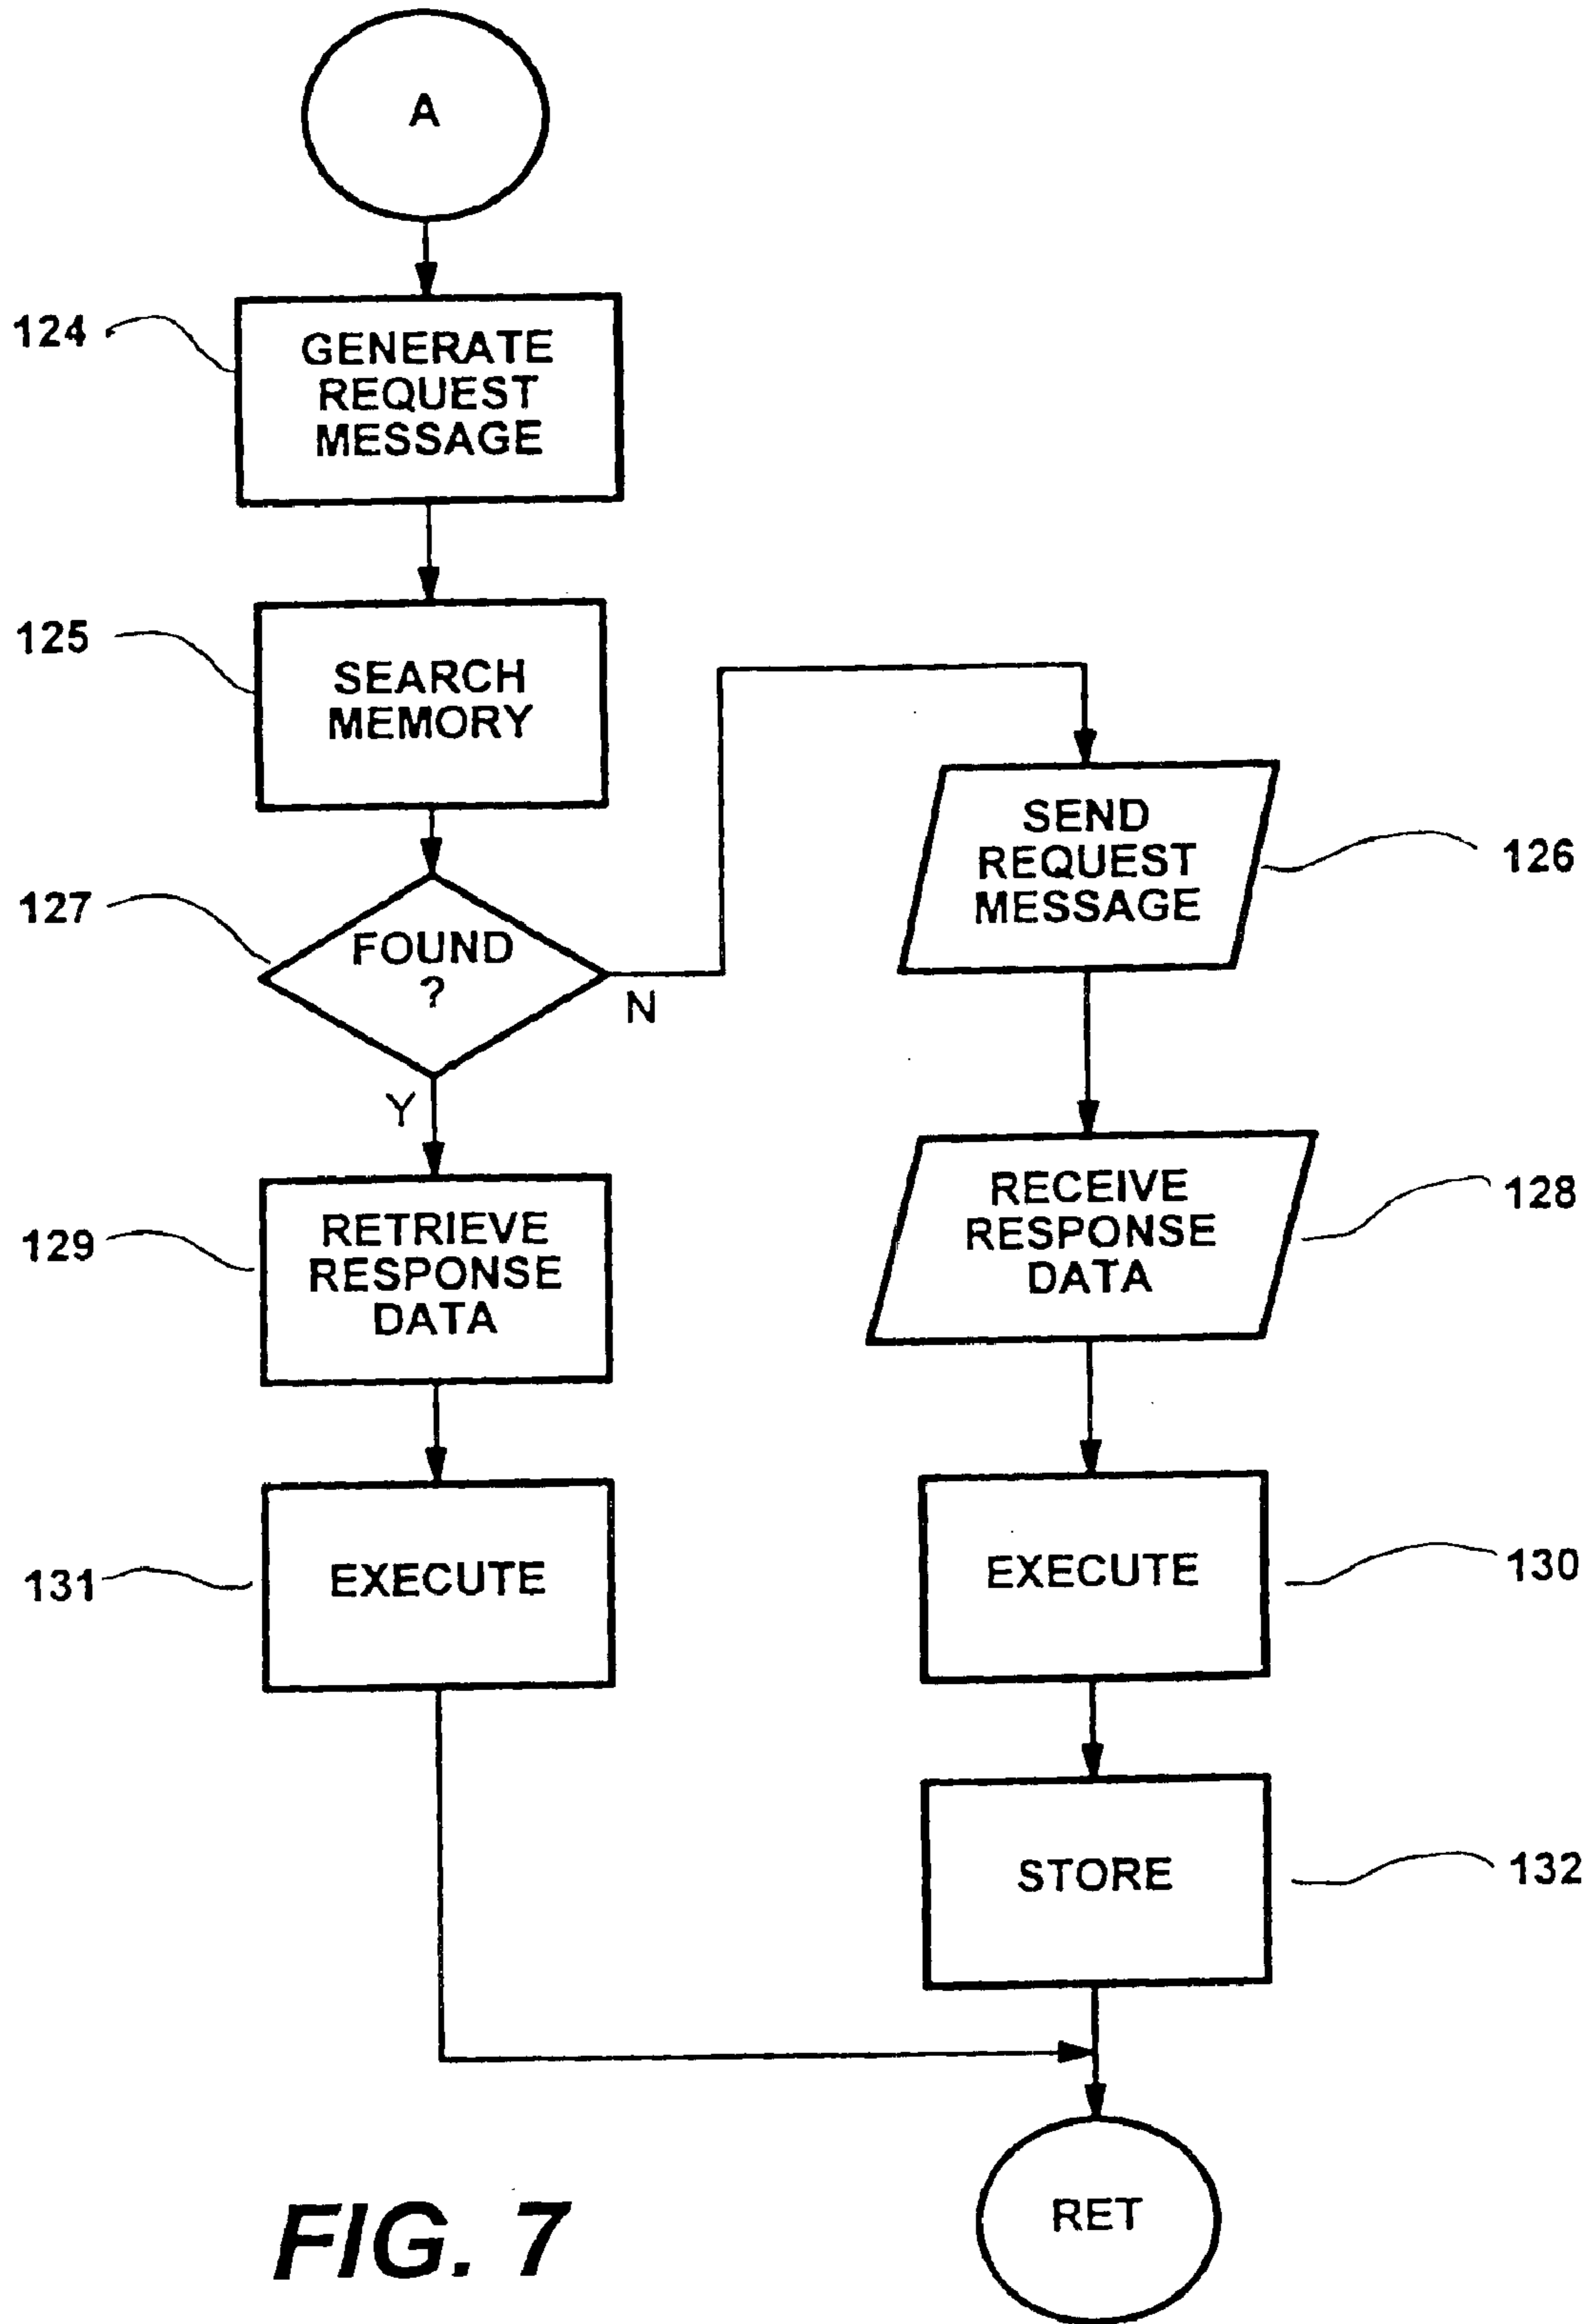 A
124
GENERATE
REQUEST
MESSAGE
125
SEARCH
MEMORY
127
FOUND
?
N
Y
SEND
REQUEST
MESSAGE
126
RECEIVE
RESPONSE
DATA
128
129
RETRIEVE
RESPONSE
DATA
131
EXECUTE
EXECUTE
130
STORE
132
RET
FIG. 7